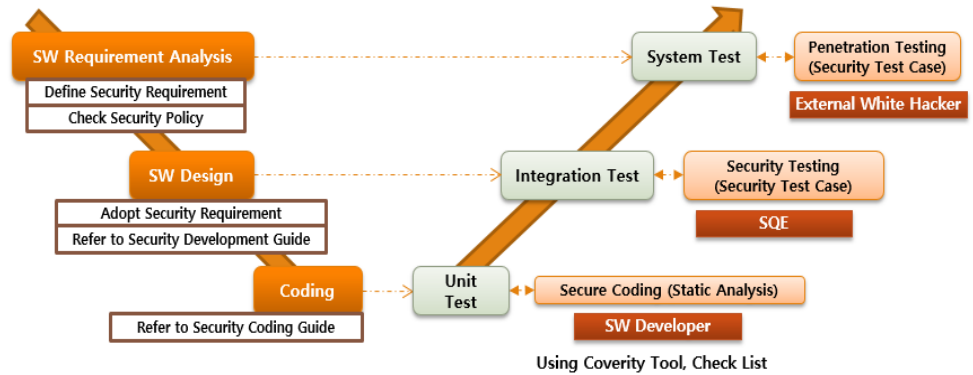 SW Requirement Analysis
Define Security Requirement
Check Security Policy
System Test
Penetration Testing
(Security Test Case)
External White Hacker
SW Design
Adopt Security Requirement
Refer to Security Development Guide
Integration Test
Security Testing
(Security Test Case)
SQE
Coding
Refer to Security Coding Guide
Unit
Test
Secure Coding (Static Analysis)
SW Developer
Using Coverity Tool, Check List